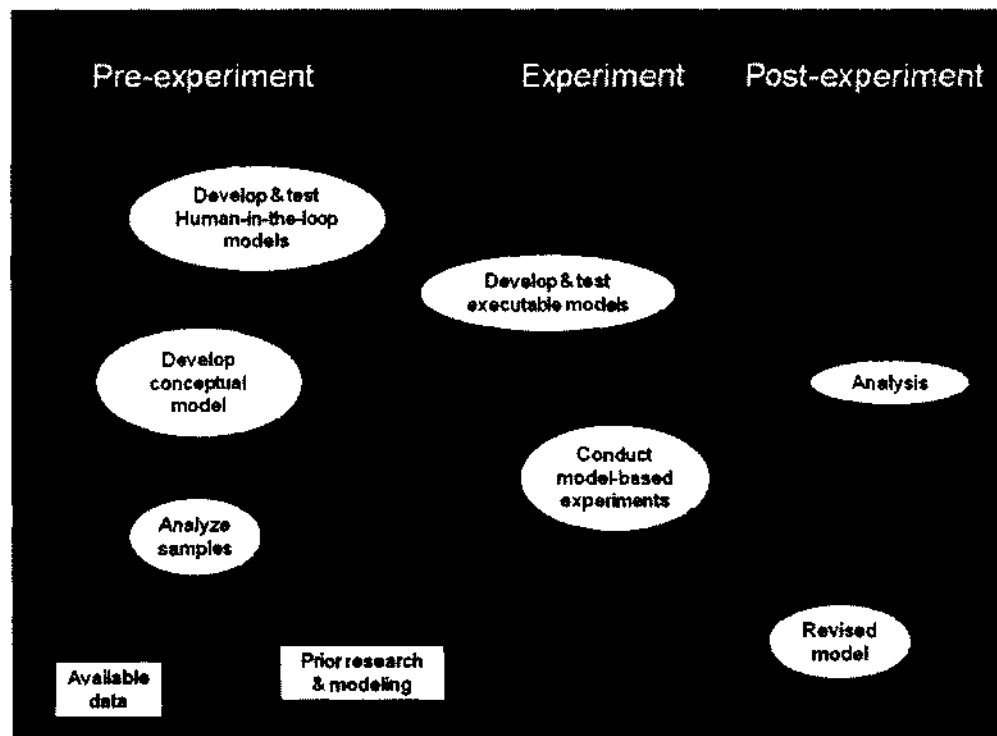 Pre-experiment
Experiment
Post-experiment
Develop & test
Human-in-the-loop
models
Develop & test
executable models
Develop
conceptual
model
Analysis
Conduct
model-based
experiments
Analyze
samples
Revised
model
Prior research
& modeling
Available
data